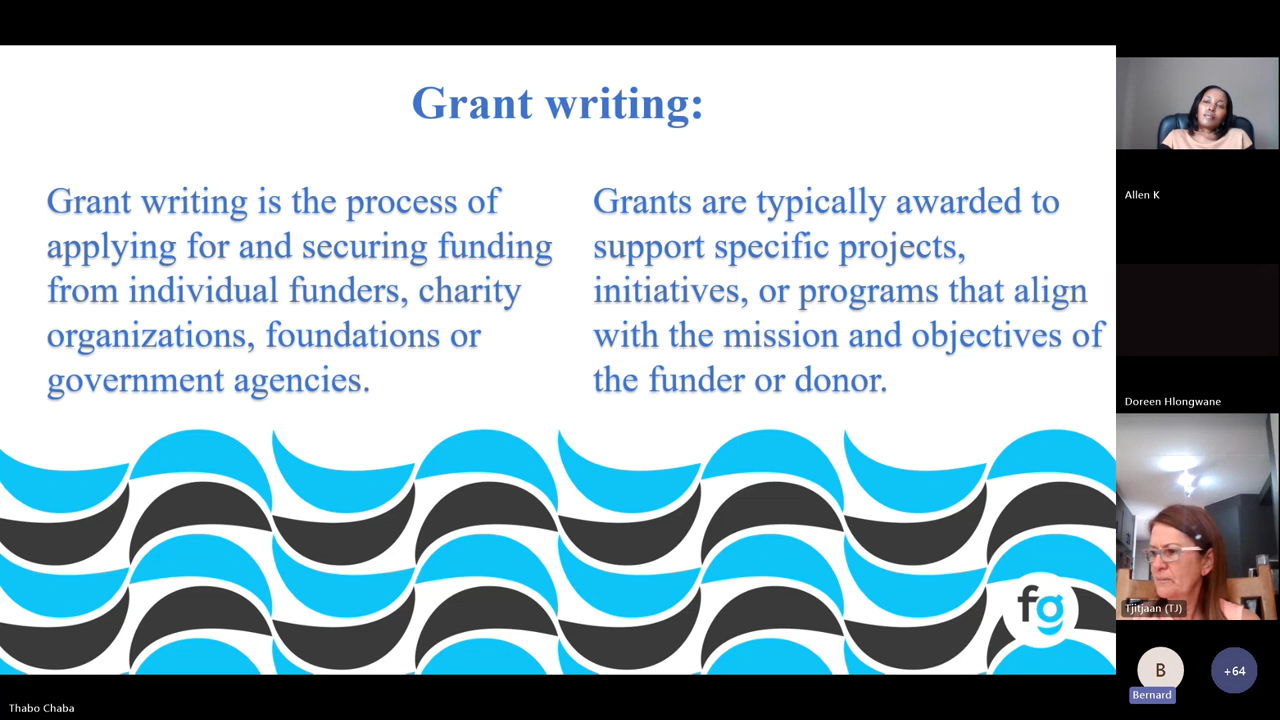 Grant writing:
Grant writing is the process of
applying for and securing funding
from individual funders, charity
organizations, foundations or
government agencies.
Grants are typically awarded to
support specific projects,
initiatives, or programs that align
with the mission and objectives of
the funder or donor.
fg
Allen K
Doreen Hlongwane
Tjitjaan (TJ)
B
Bernard
+64
Thabo Chaba